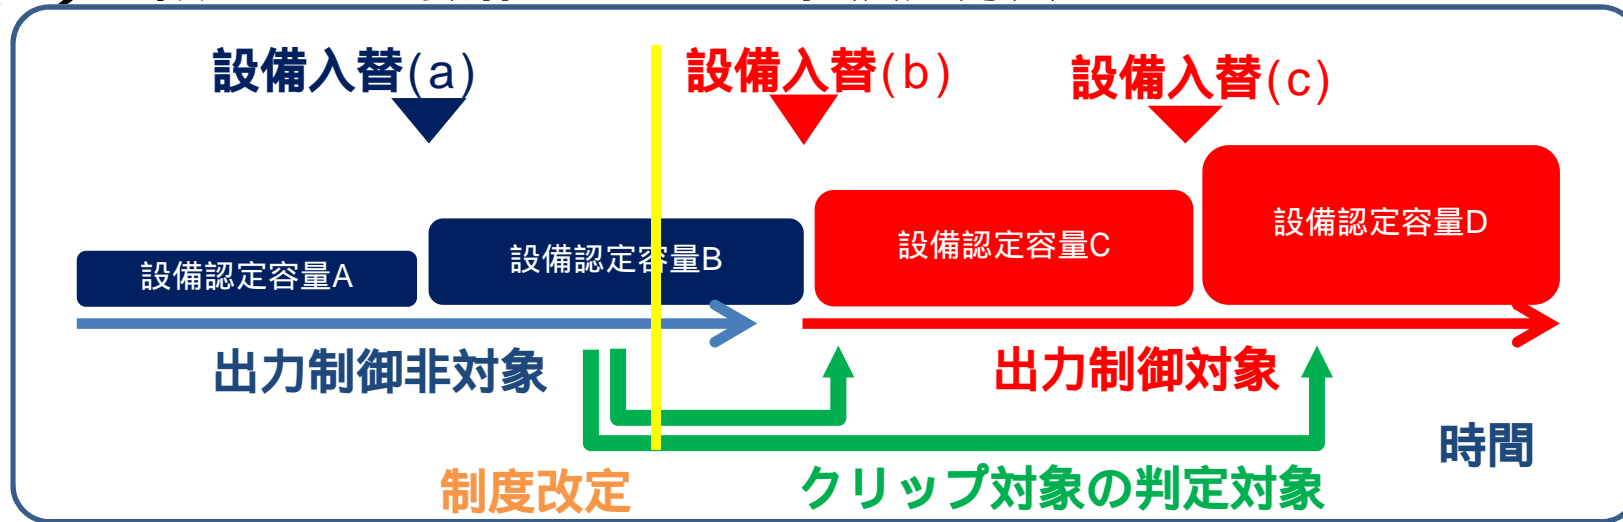 設備入替(a)
設備入替(b)
設備入替(c)
設備認定容量A
設備認定容量B
設備認定容量C
設備認定容量D
出力制御非対象
出力制御対象
時間
制度改定
クリップ対象の判定対象